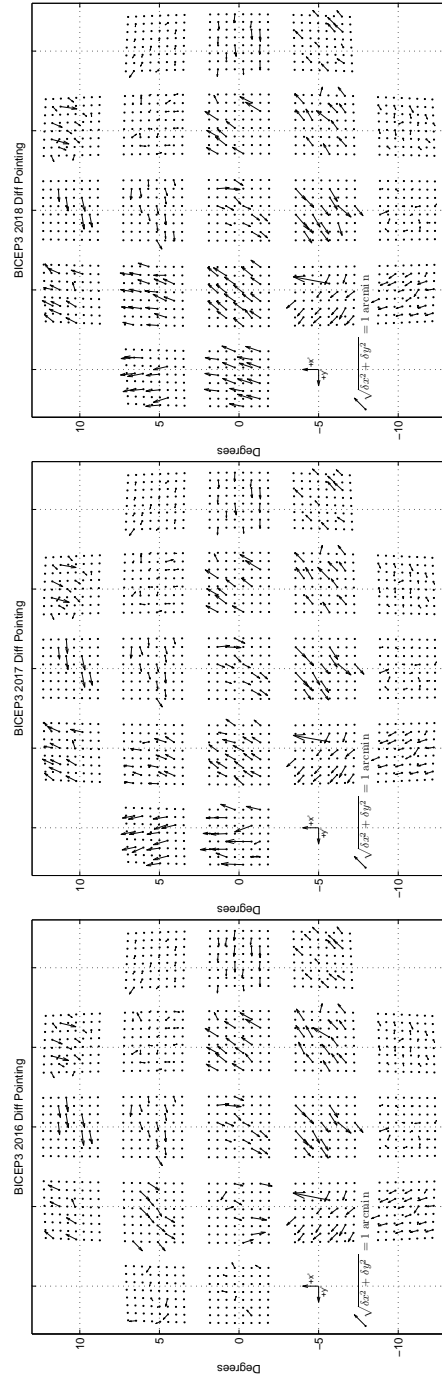 BICEP3 2016 Diff Pointing
10
5
0
-5
-10
Degrees
+x'
+y'
√δx² + δy² = 1 arcmin
BICEP3 2017 Diff Pointing
10
5
0
-5
-10
Degrees
+x'
+y'
√δx² + δy² = 1 arcmin
BICEP3 2018 Diff Pointing
10
5
0
-5
-10
Degrees
+x'
+y'
√δx² + δy² = 1 arcmin